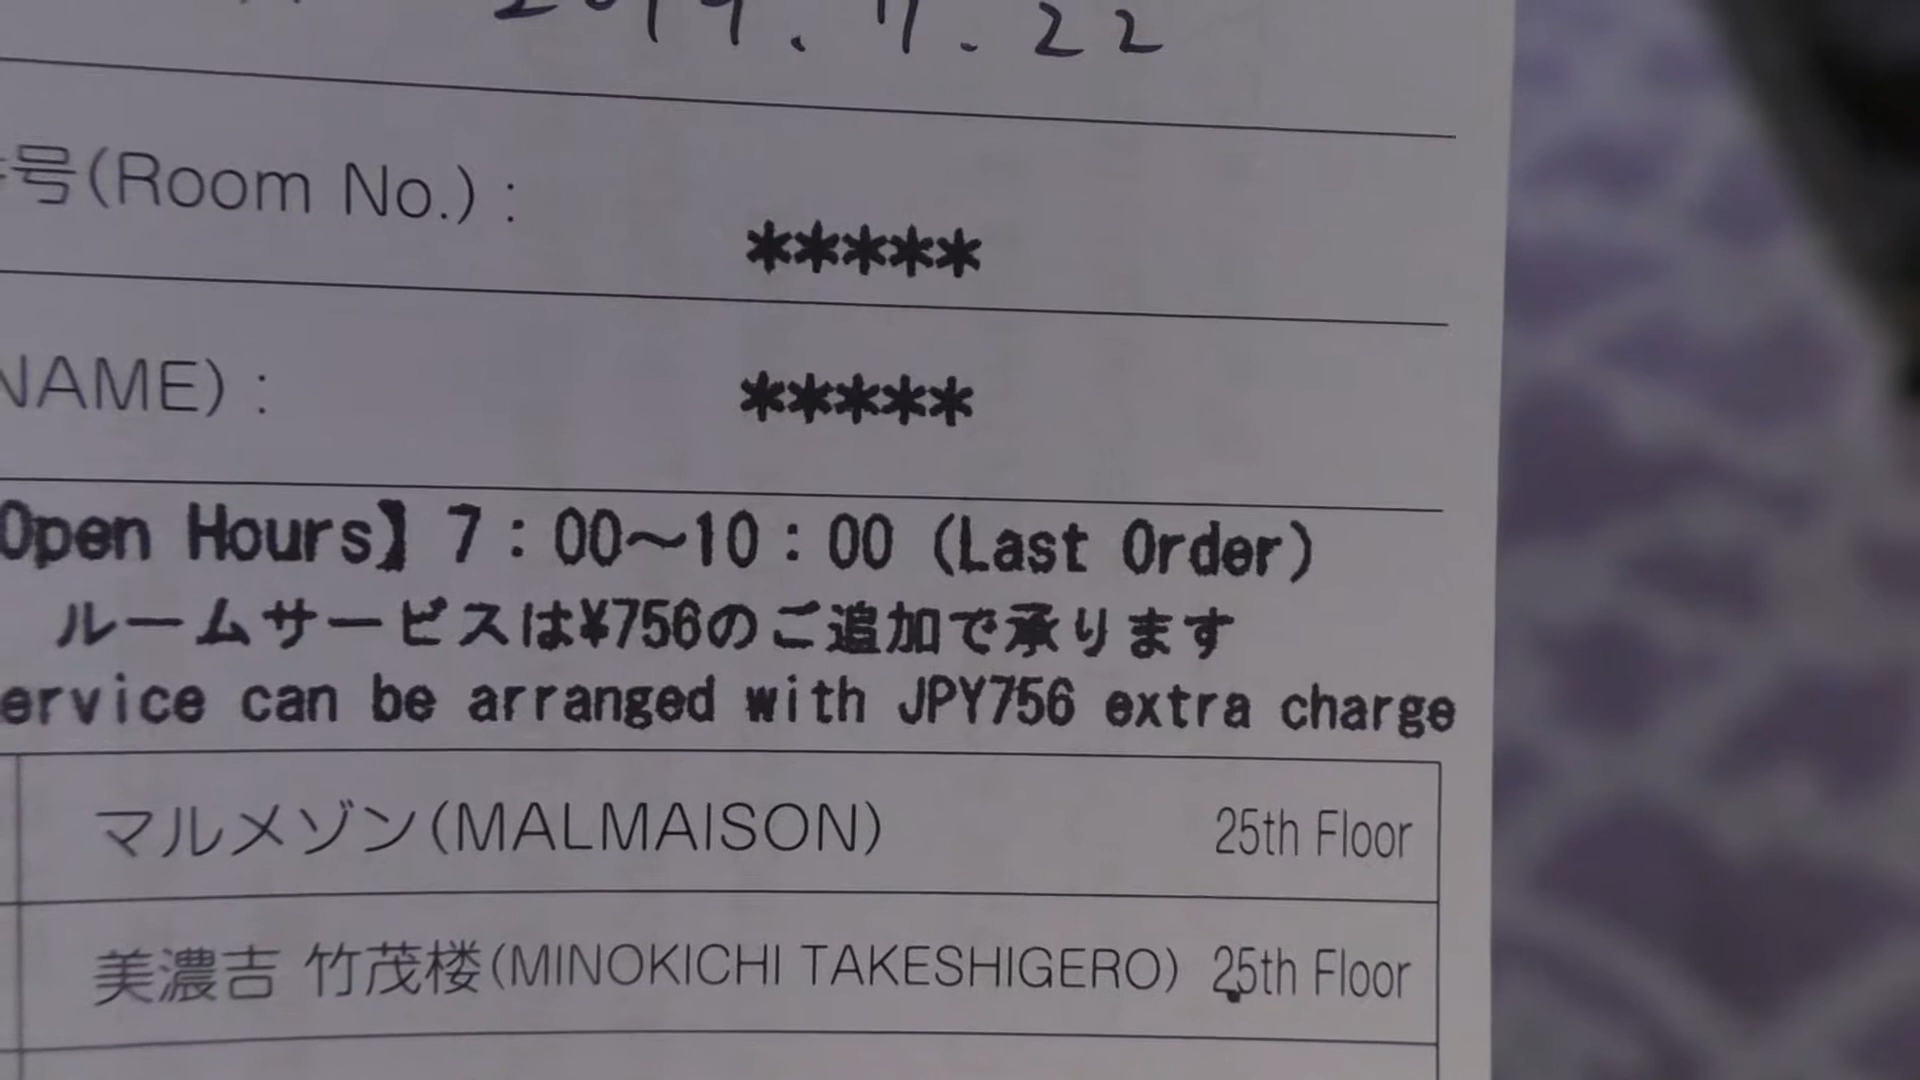 2019.7.22
号(Room No.) : *****
NAME) : *****
Open Hours】7:00〜10:00 (Last Order)
ルームサービスは¥756のご追加で承ります
ervice can be arranged with JPY756 extra charge
マルメゾン(MALMAISON) 25th Floor
美濃吉 竹茂楼(MINOKICHI TAKESHIGERO) 25th Floor